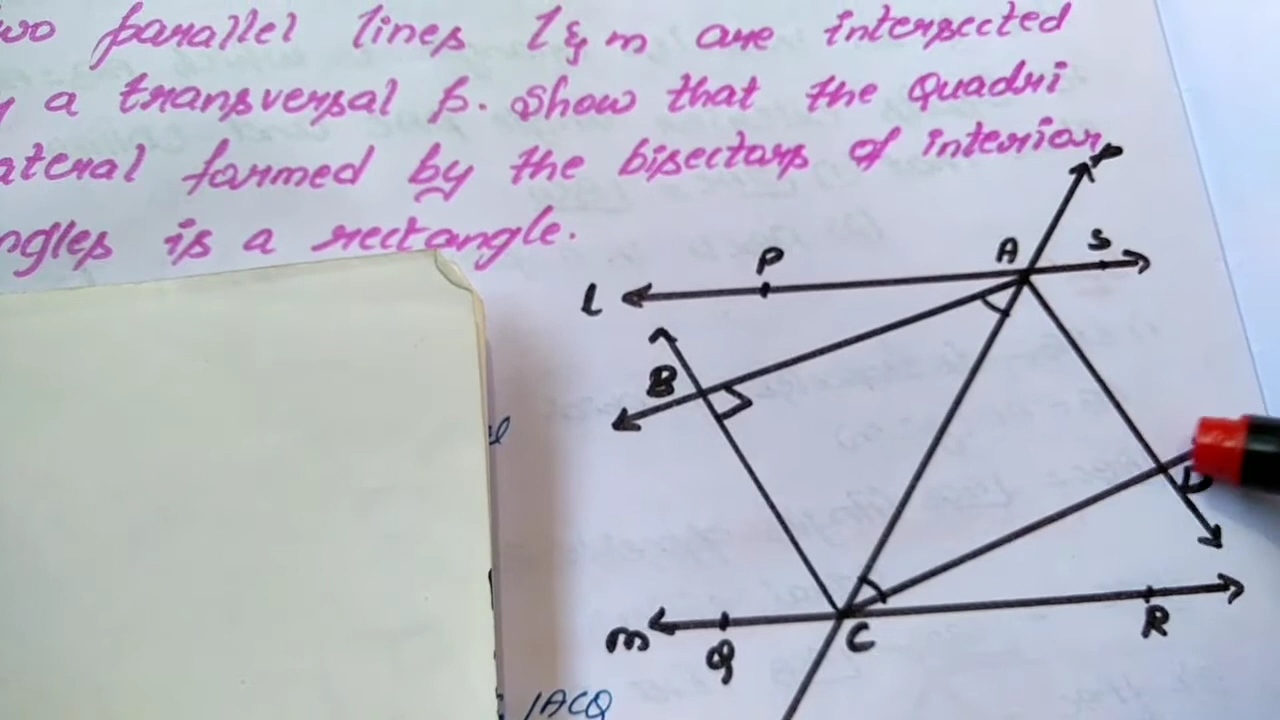 wo parallel lines l & m are intersected
y a transversal p. Show that the Quadri
ateral formed by the bisectors of interior
ngles is a rectangle.
p
A
S
P
l
B
D
m
Q
C
R
∠ACQ